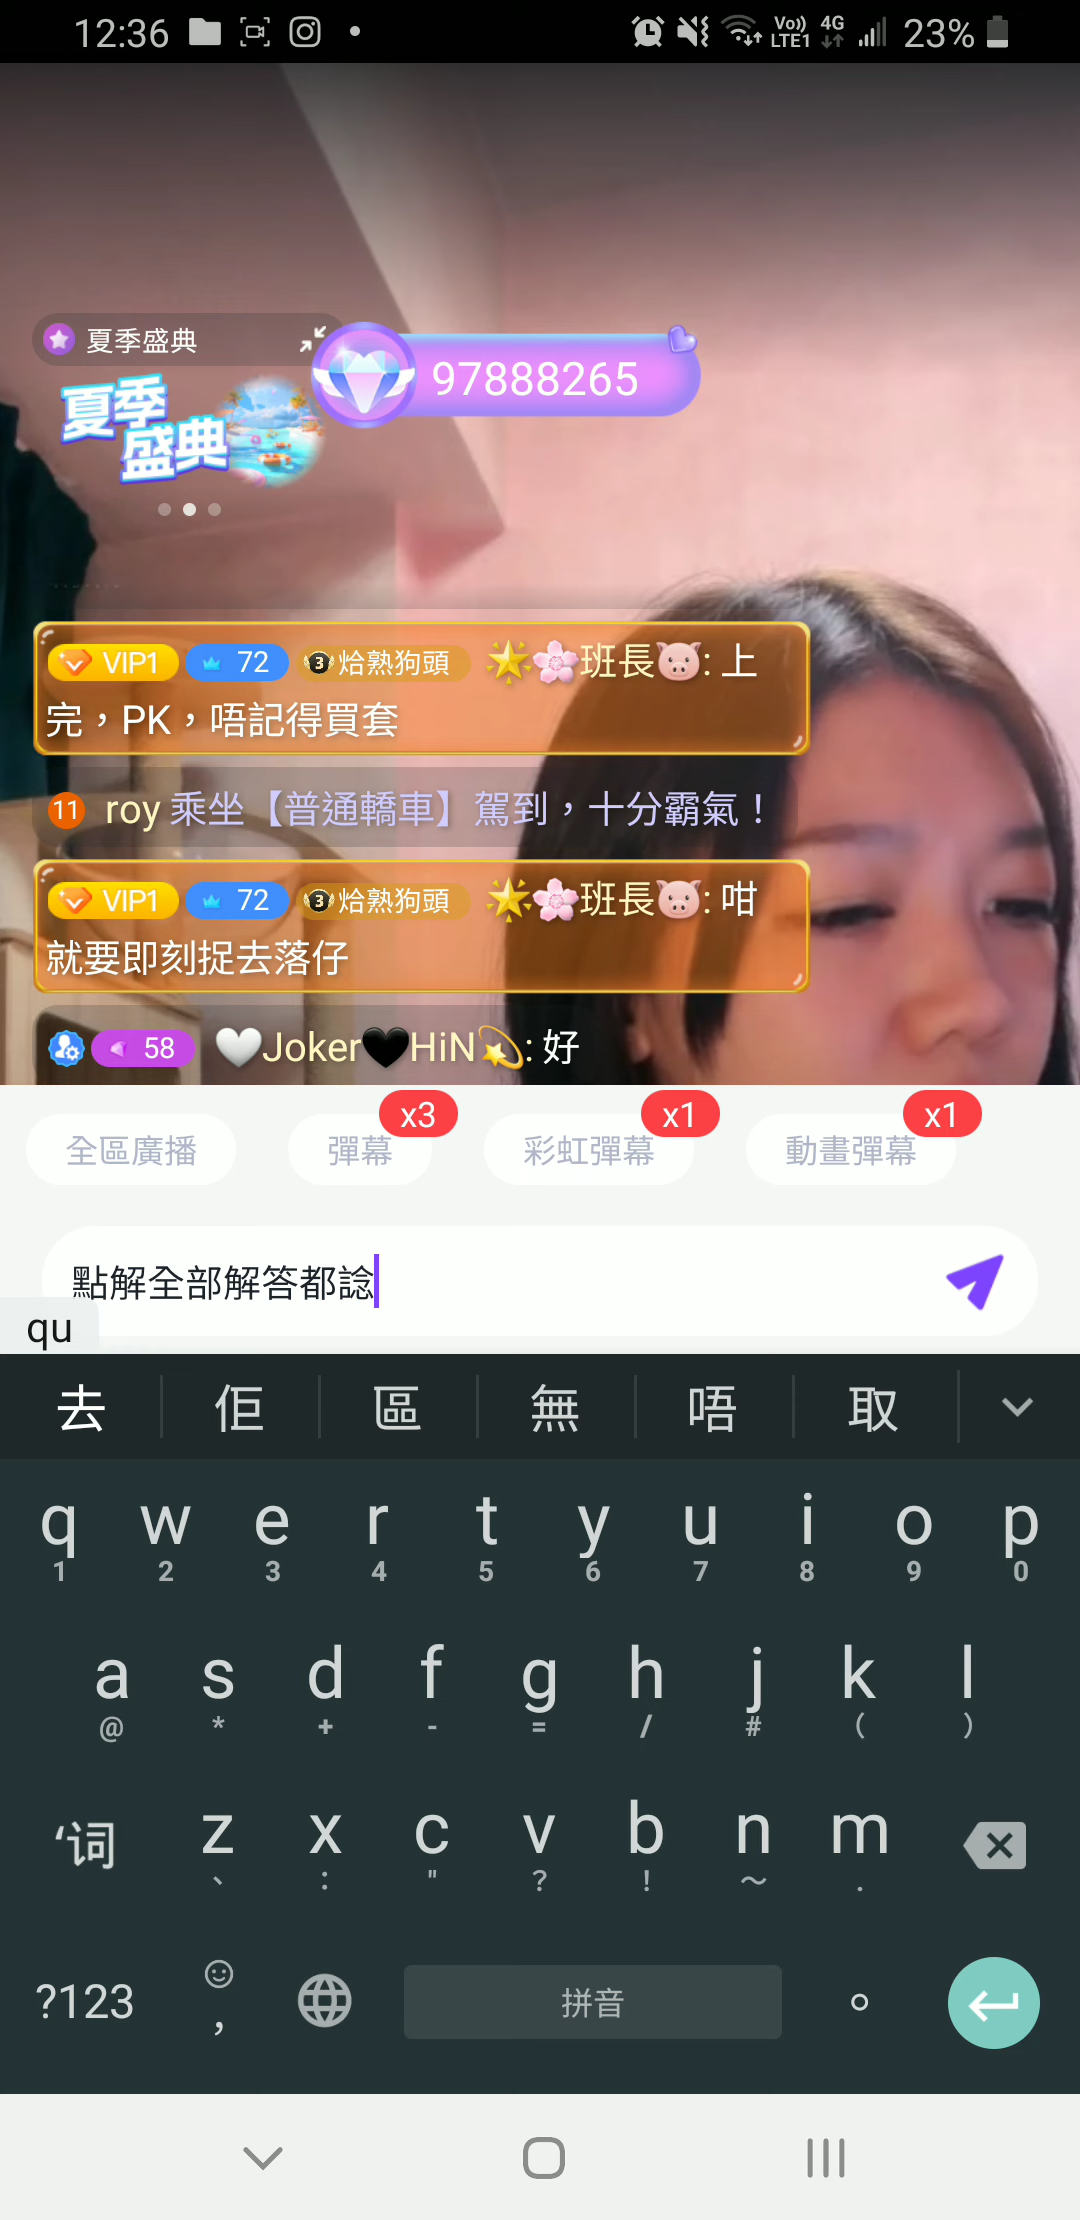 12:36
Vo)) LTE1 4G 23%
夏季盛典
97888265
夏季
盛典
VIP1 72 3 烚熟狗頭 🌟🌸班長🐷: 上
完，PK，唔記得買套
11 roy 乘坐【普通轎車】駕到，十分霸氣！
VIP1 72 3 烚熟狗頭 🌟🌸班長🐷: 咁
就要即刻捉去落仔
58 🤍Joker🖤HiN💫: 好
x3 x1 x1
全區廣播 彈幕 彩虹彈幕 動畫彈幕
點解全部解答都諗
qu
去 佢 區 無 唔 取
q w e r t y u i o p
1 2 3 4 5 6 7 8 9 0
a s d f g h j k l
@ * + - = / # ( )
‘词 z x c v b n m
、 : " ? ! ～ .
?123 , 拼音 。